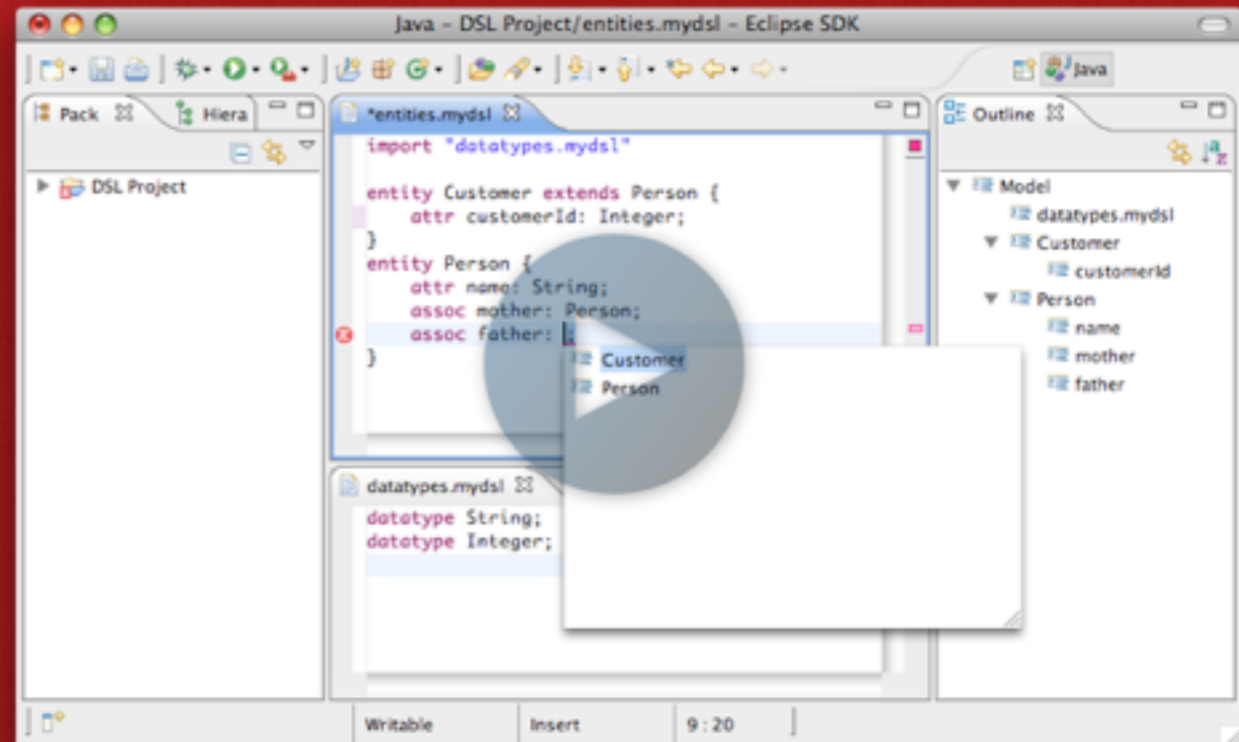 Java – DSL Project/entities.mydsl – Eclipse SDK
Java
Pack
Hiera
*entities.mydsl
Outline
DSL Project
import "datatypes.mydsl"
entity Customer extends Person {
attr customerId: Integer;
}
entity Person {
attr name: String;
assoc mother: Person;
assoc father: ;
}
Customer
Person
datatypes.mydsl
datatype String;
datatype Integer;
Model
datatypes.mydsl
Customer
customerId
Person
name
mother
father
Writable
Insert
9 : 20